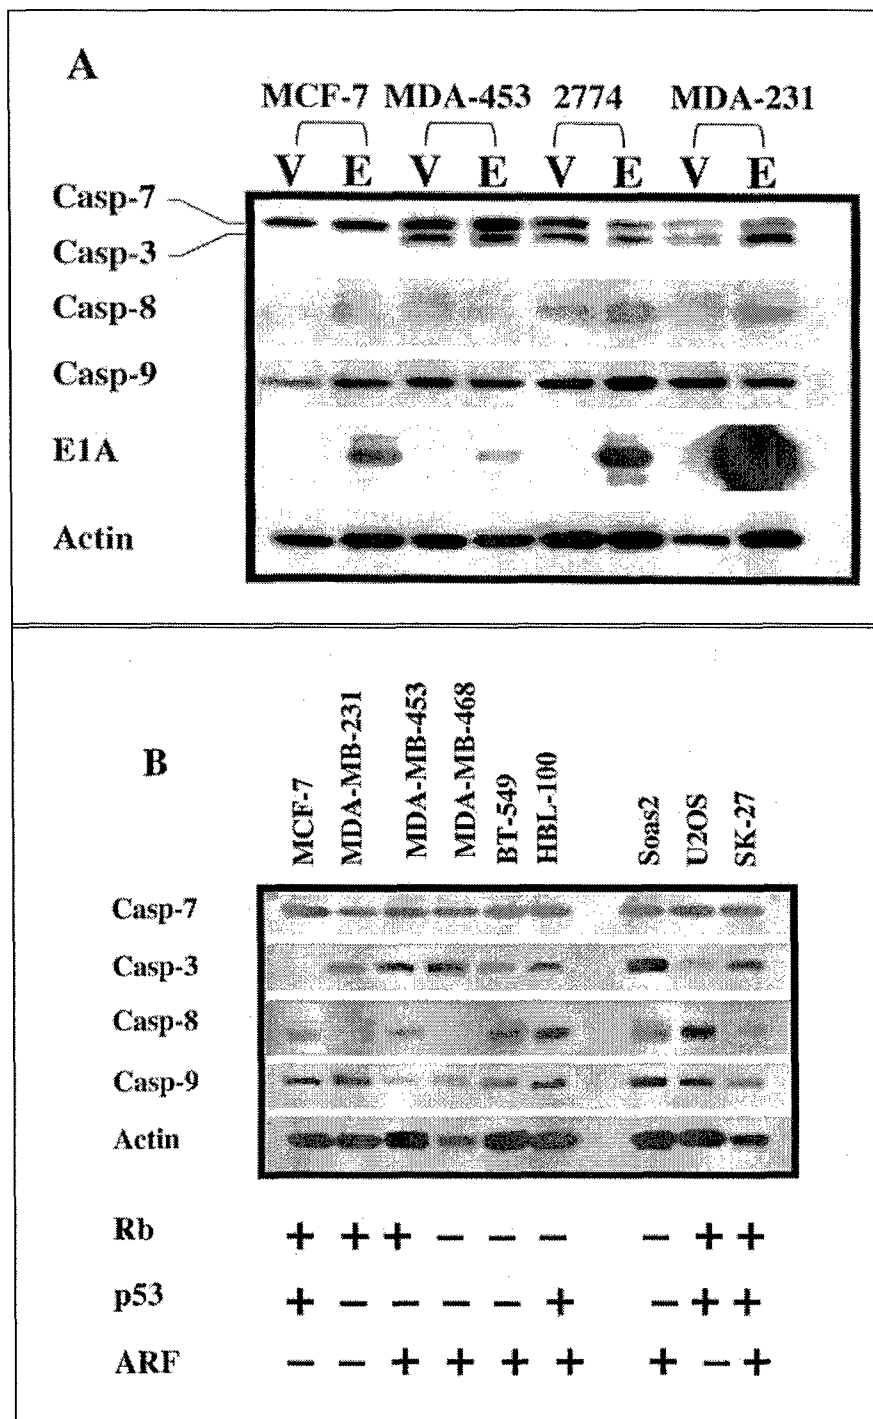 A
MCF-7 MDA-453 2774 MDA-231
V E V E V E V E
Casp-7
Casp-3
Casp-8
Casp-9
E1A
Actin
B
MCF-7 MDA-MB-231 MDA-MB-453 MDA-MB-468 BT-549 HBL-100 Soas2 U2OS SK-27
Casp-7
Casp-3
Casp-8
Casp-9
Actin
Rb + + + − − − − + +
p53 + − − − − + − + +
ARF − − + + + + + − +